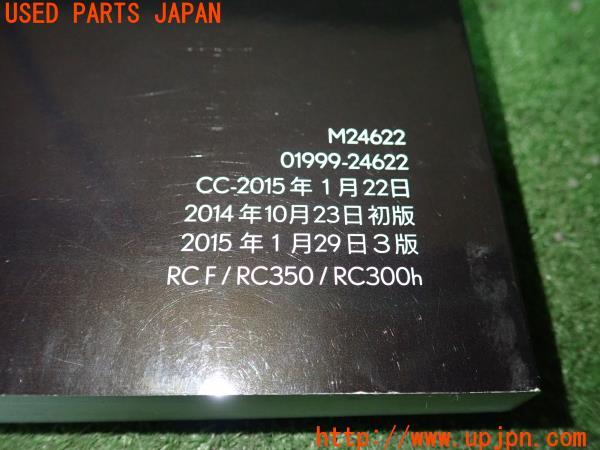 USED PARTS JAPAN
M24622
01999-24622
CC-2015年1月22日
2014年10月23日初版
2015年1月29日3版
RC F / RC350 / RC300h
http://www.upjpn.com